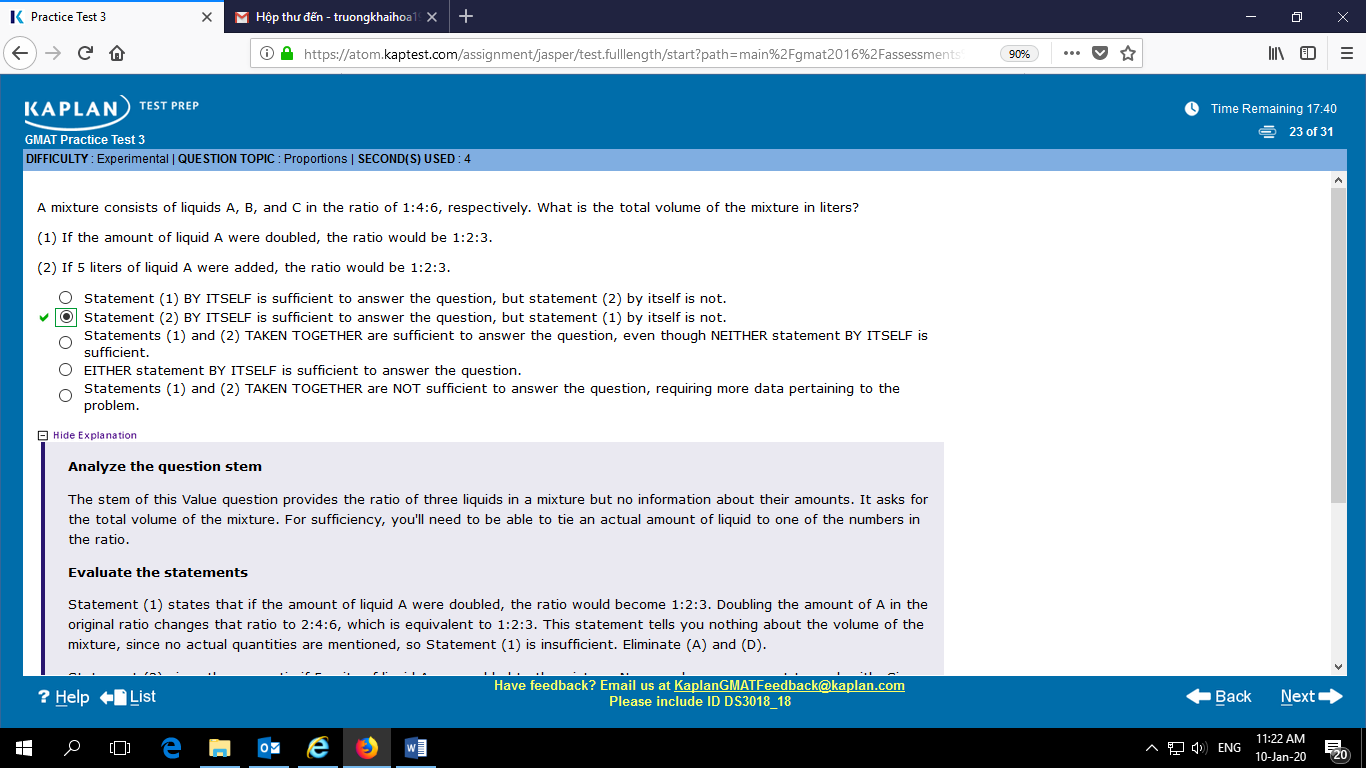 Practice Test 3
Hộp thư đến - truongkhaihoa1
https://atom.kaptest.com/assignment/jasper/test.fulllength/start?path=main%2Fgmat2016%2Fassessments
90%
KAPLAN TEST PREP
Time Remaining 17:40
GMAT Practice Test 3
23 of 31
DIFFICULTY : Experimental | QUESTION TOPIC : Proportions | SECOND(S) USED : 4
A mixture consists of liquids A, B, and C in the ratio of 1:4:6, respectively. What is the total volume of the mixture in liters?
(1) If the amount of liquid A were doubled, the ratio would be 1:2:3.
(2) If 5 liters of liquid A were added, the ratio would be 1:2:3.
Statement (1) BY ITSELF is sufficient to answer the question, but statement (2) by itself is not.
Statement (2) BY ITSELF is sufficient to answer the question, but statement (1) by itself is not.
Statements (1) and (2) TAKEN TOGETHER are sufficient to answer the question, even though NEITHER statement BY ITSELF is
sufficient.
EITHER statement BY ITSELF is sufficient to answer the question.
Statements (1) and (2) TAKEN TOGETHER are NOT sufficient to answer the question, requiring more data pertaining to the
problem.
Hide Explanation
Analyze the question stem
The stem of this Value question provides the ratio of three liquids in a mixture but no information about their amounts. It asks for
the total volume of the mixture. For sufficiency, you'll need to be able to tie an actual amount of liquid to one of the numbers in
the ratio.
Evaluate the statements
Statement (1) states that if the amount of liquid A were doubled, the ratio would become 1:2:3. Doubling the amount of A in the
original ratio changes that ratio to 2:4:6, which is equivalent to 1:2:3. This statement tells you nothing about the volume of the
mixture, since no actual quantities are mentioned, so Statement (1) is insufficient. Eliminate (A) and (D).
? Help
List
Have feedback? Email us at KaplanGMATFeedback@kaplan.com
Please include ID DS3018_18
Back
Next
ENG
11:22 AM
10-Jan-20
20